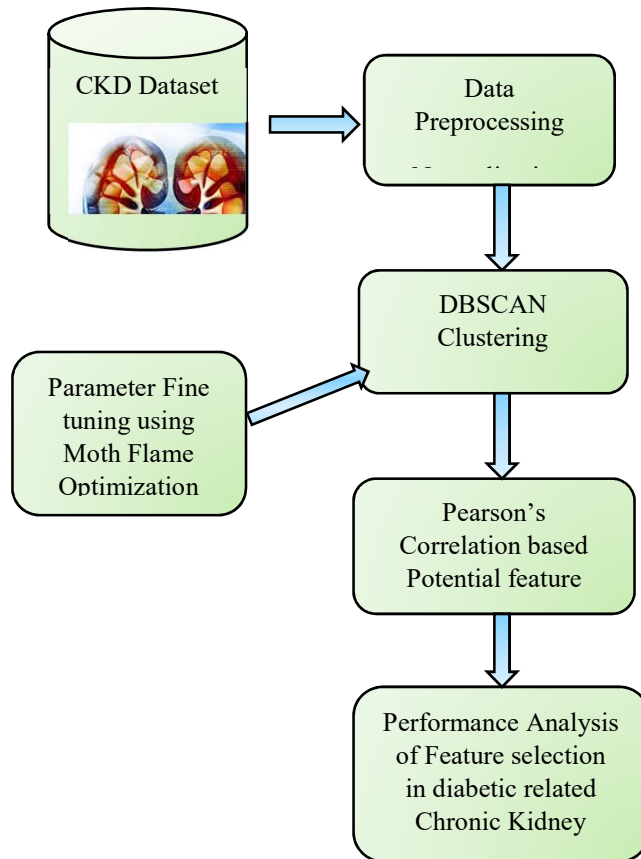 CKD Dataset
Data
Preprocessing
DBSCAN
Clustering
Parameter Fine
tuning using
Moth Flame
Optimization
Pearson’s
Correlation based
Potential feature
Performance Analysis
of Feature selection
in diabetic related
Chronic Kidney